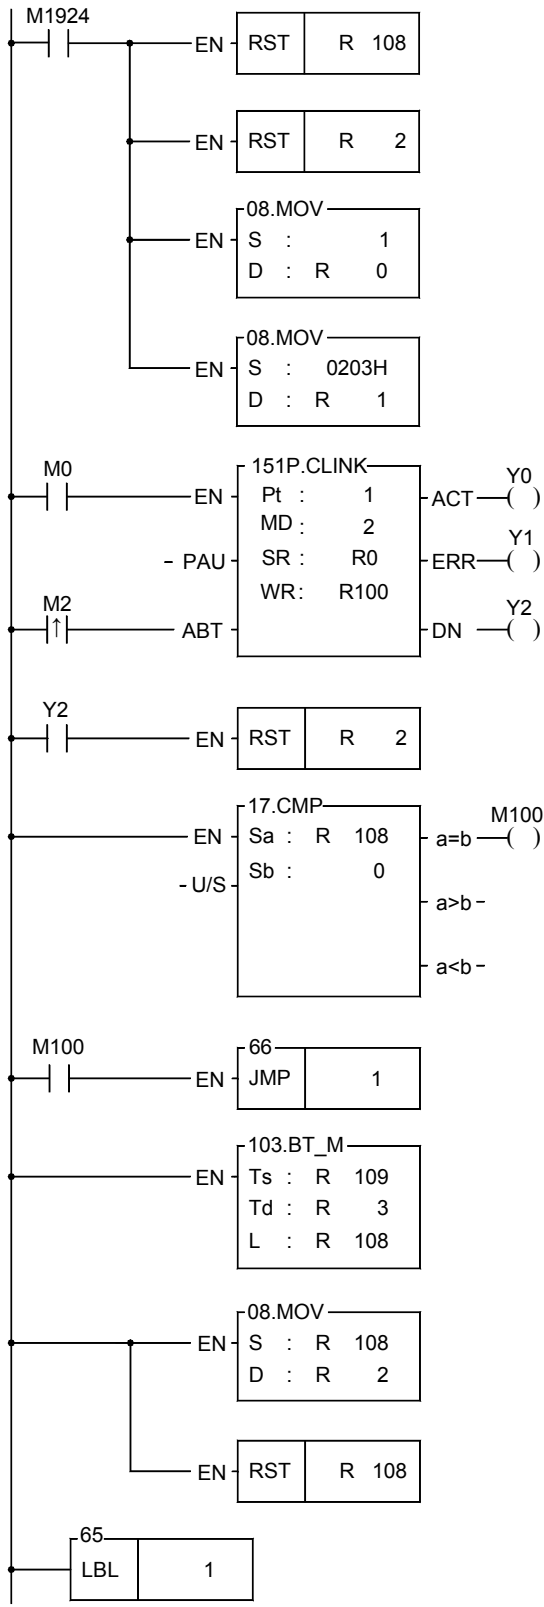 M1924
EN RST R 108
EN RST R 2
08.MOV
EN S : 1
D : R 0
08.MOV
EN S : 0203H
D : R 1
M0
151P.CLINK
Y0
EN Pt : 1 ACT ( )
MD : 2
Y1
- PAU SR : R0 ERR ( )
WR : R100
M2
Y2
↑ ABT DN ( )
Y2
EN RST R 2
17.CMP
M100
EN Sa : R 108 a=b ( )
- U/S Sb : 0
a>b -
a<b -
M100
66
EN JMP 1
103.BT_M
EN Ts : R 109
Td : R 3
L : R 108
08.MOV
EN S : R 108
D : R 2
EN RST R 108
65
LBL 1